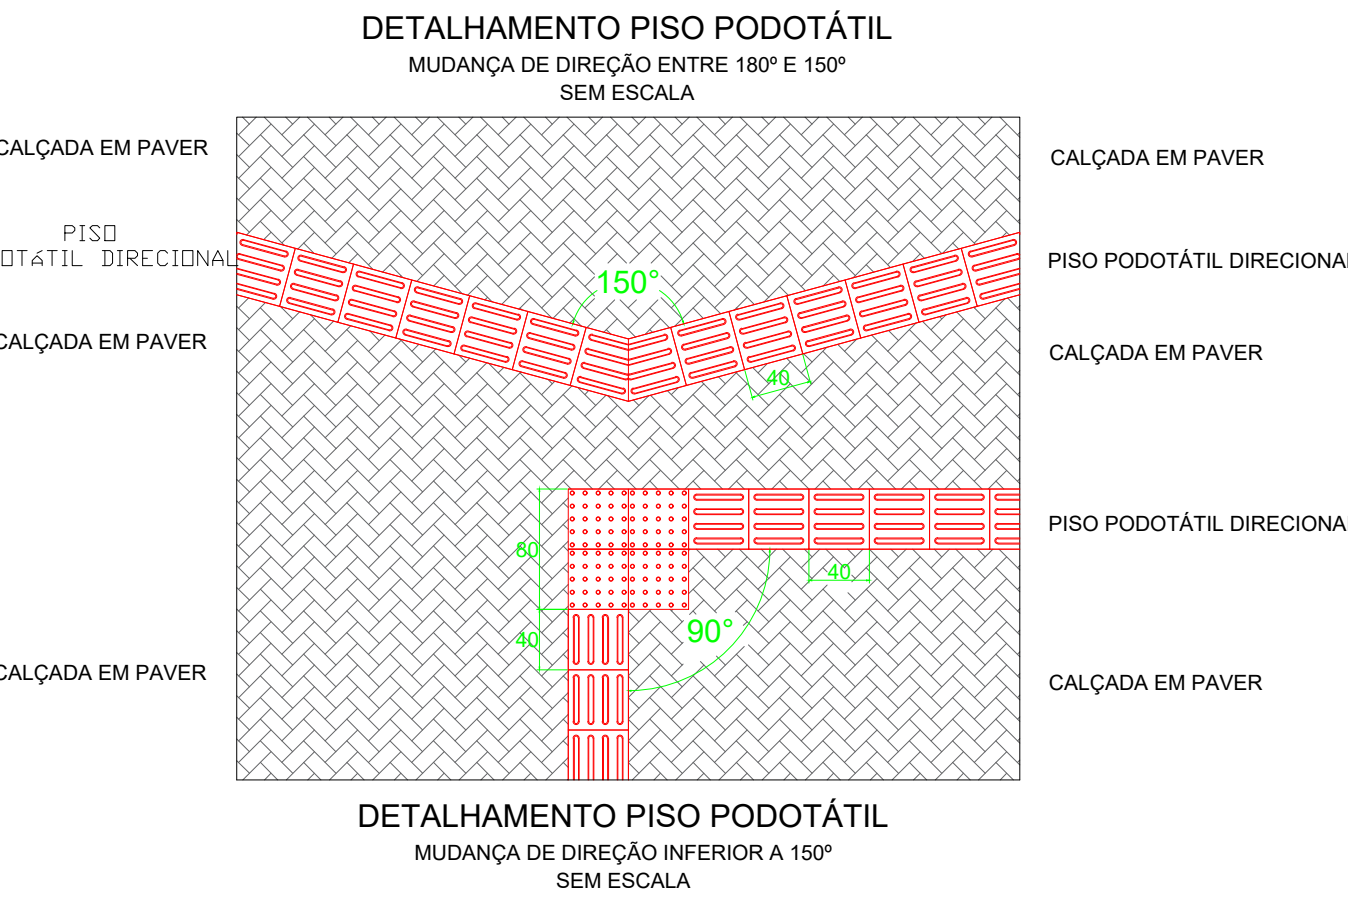 DETALHAMENTO PISO PODOTÁTIL
MUDANÇA DE DIREÇÃO ENTRE 180º E 150º
SEM ESCALA
CALÇADA EM PAVER
CALÇADA EM PAVER
PISO
OTÁTIL DIRECIONAL
PISO PODOTÁTIL DIRECIONAL
150°
CALÇADA EM PAVER
CALÇADA EM PAVER
40
PISO PODOTÁTIL DIRECIONAL
80
40
40
90°
CALÇADA EM PAVER
CALÇADA EM PAVER
DETALHAMENTO PISO PODOTÁTIL
MUDANÇA DE DIREÇÃO INFERIOR A 150º
SEM ESCALA